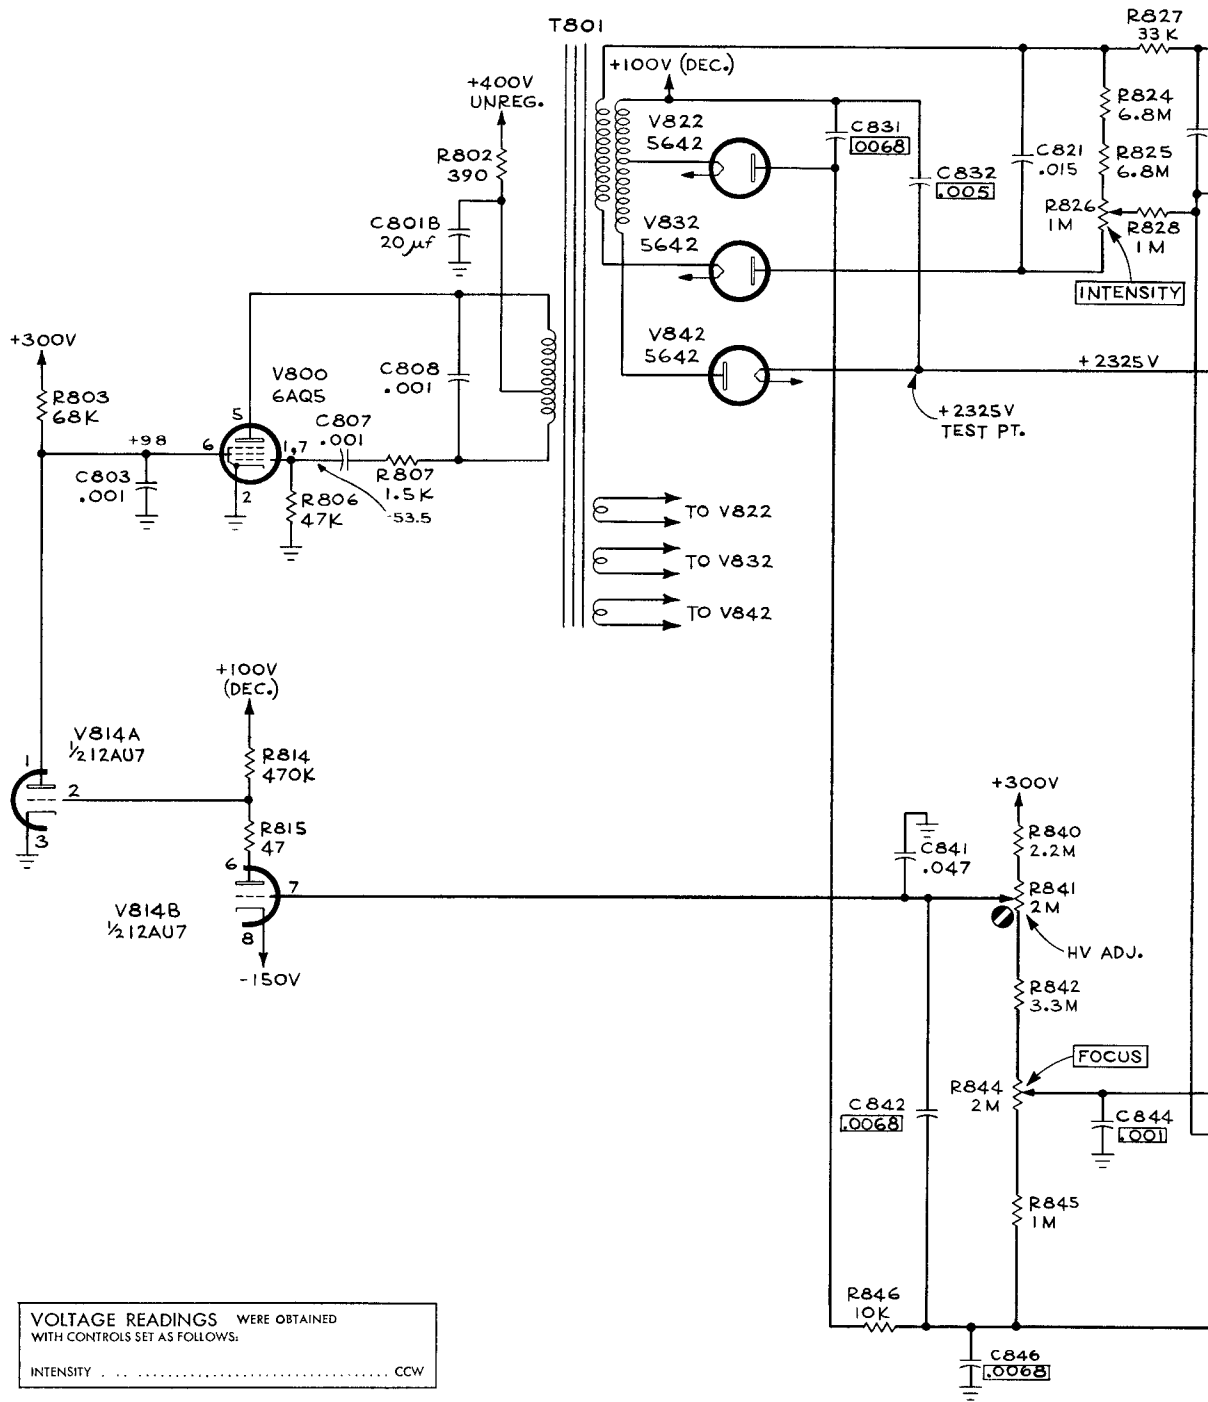 T801
R827
33K
+100V (DEC.)
+400V
UNREG.
R824
6.8M
V822
5642
C831
.0068
R802
390
C832
.005
C821
.015
R825
6.8M
R826
1M
R828
1M
C801B
20μf
V832
5642
INTENSITY
+300V
V842
5642
+2325V
V800
6AQ5
C808
.001
R803
68K
5
+2325V
TEST PT.
C807
.001
+98
6
1,7
C803
.001
R807
1.5K
2
R806
47K
-53.5
TO V822
TO V832
TO V842
+100V
(DEC.)
V814A
½12AU7
1
R814
470K
2
+300V
R815
47
3
R840
2.2M
C841
.047
6
7
R841
2M
V814B
½12AU7
8
HV ADJ.
-150V
R842
3.3M
FOCUS
R844
2M
C842
.0068
C844
.001
R845
1M
R846
10K
VOLTAGE READINGS WERE OBTAINED
WITH CONTROLS SET AS FOLLOWS:
INTENSITY . . .............................. CCW
C846
.0068